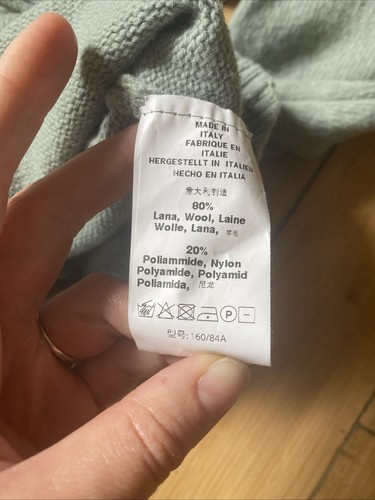 MADE IN
ITALY
FABRIQUE EN
ITALIE
HERGESTELLT IN ITALIEN
HECHO EN ITALIA
意大利制造
80%
Lana, Wool, Laine
Wolle, Lana, 羊毛
20%
Poliammide, Nylon
Polyamide, Polyamid
Poliamida, 尼龙
P
型号: 160/84A